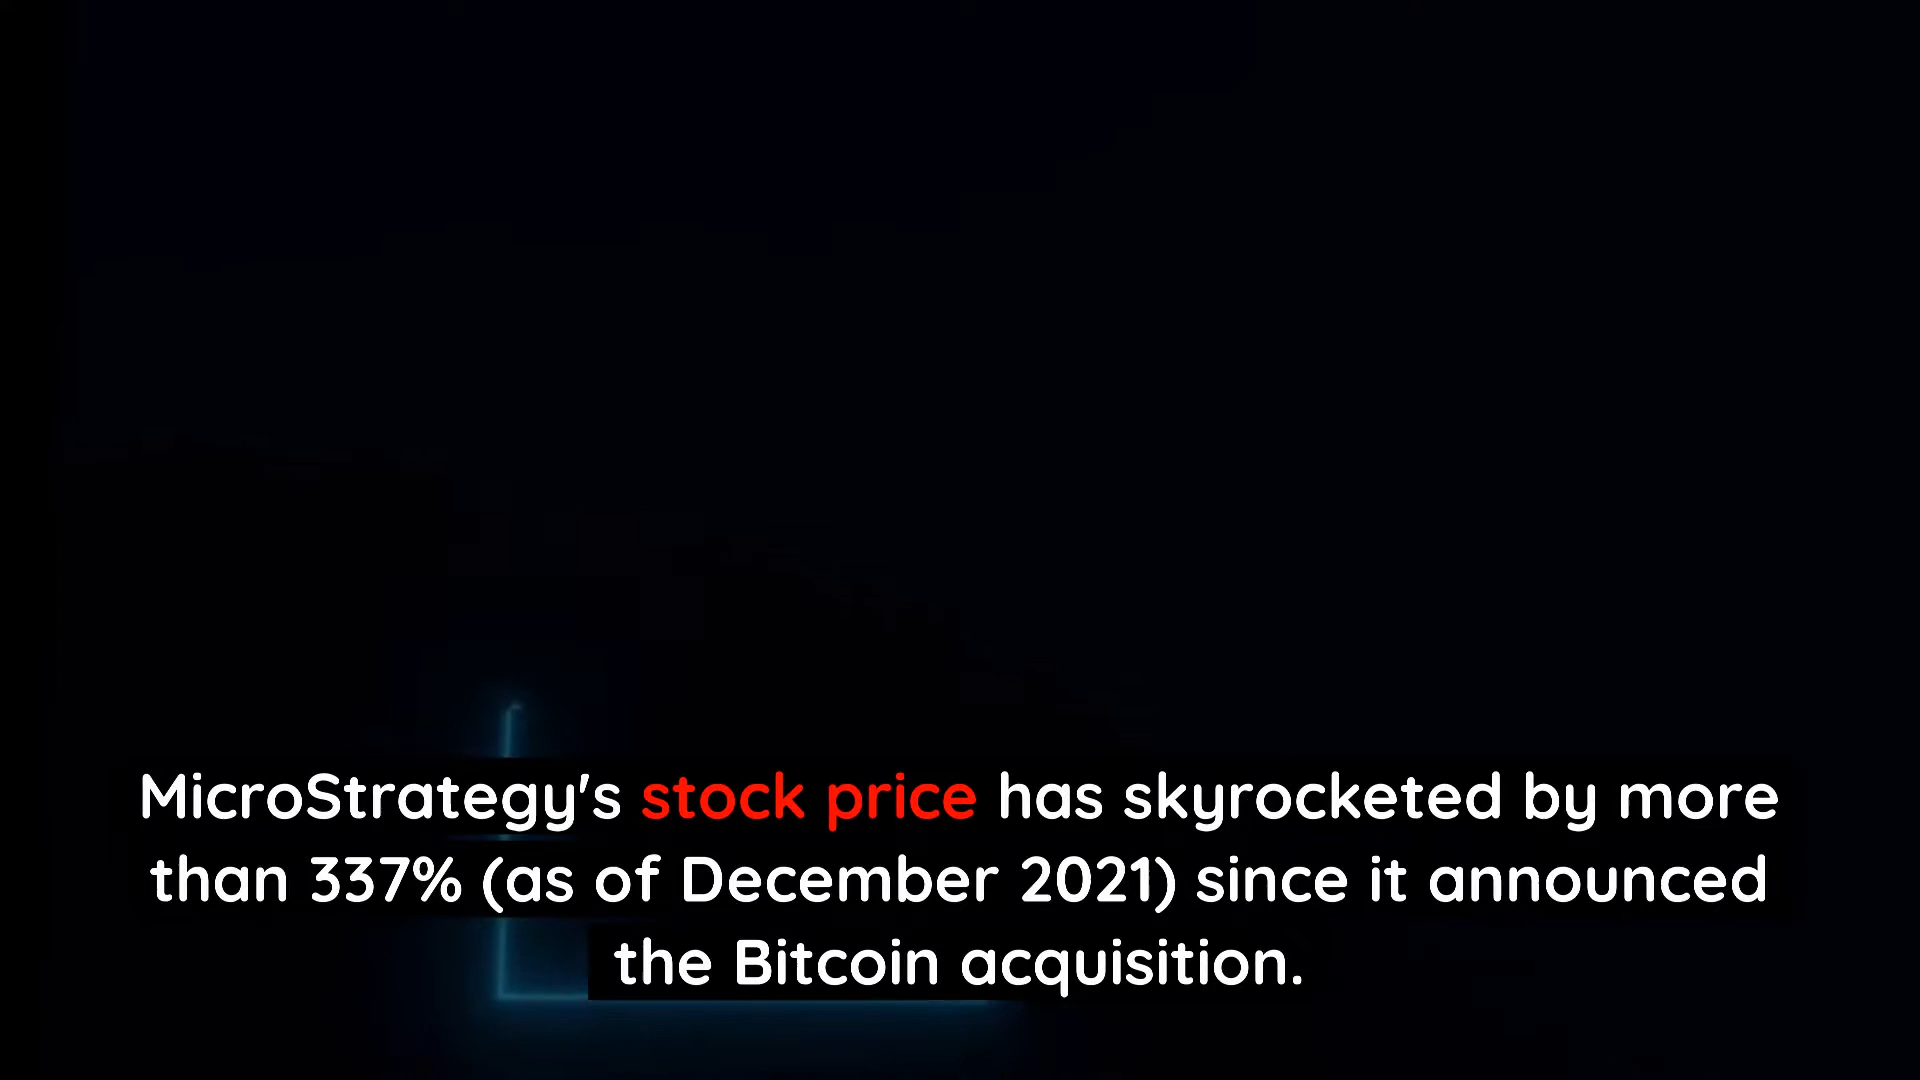 MicroStrategy's stock price has skyrocketed by more
than 337% (as of December 2021) since it announced
the Bitcoin acquisition.